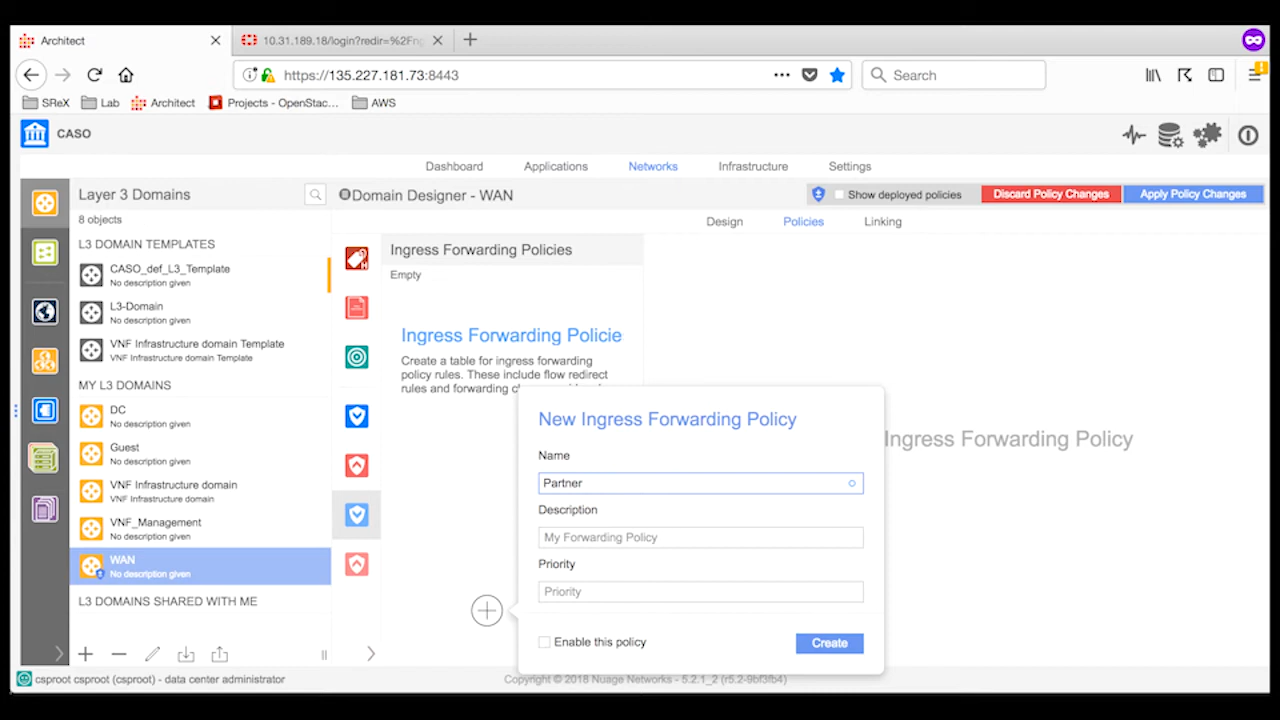 Architect
10.31.189.18/login?redir=%2Fng
https://135.227.181.73:8443
Search
SReX
Lab
Architect
Projects - OpenStac...
AWS
CASO
Dashboard
Applications
Networks
Infrastructure
Settings
Layer 3 Domains
Domain Designer - WAN
Show deployed policies
Discard Policy Changes
Apply Policy Changes
8 objects
Design
Policies
Linking
L3 DOMAIN TEMPLATES
CASO_def_L3_Template
No description given
L3-Domain
No description given
VNF Infrastructure domain Template
VNF Infrastructure domain Template
MY L3 DOMAINS
DC
No description given
Guest
No description given
VNF Infrastructure domain
VNF Infrastructure domain
VNF_Management
No description given
WAN
No description given
L3 DOMAINS SHARED WITH ME
Ingress Forwarding Policies
Empty
Ingress Forwarding Policie
Create a table for ingress forwarding
policy rules. These include flow redirect
rules and forwarding
New Ingress Forwarding Policy
Name
Partner
Description
My Forwarding Policy
Priority
Priority
Enable this policy
Create
Ingress Forwarding Policy
csproot csproot (csproot) - data center administrator
Copyright © 2018 Nuage Networks - 5.2.1_2 (r5.2-9bf3fb4)